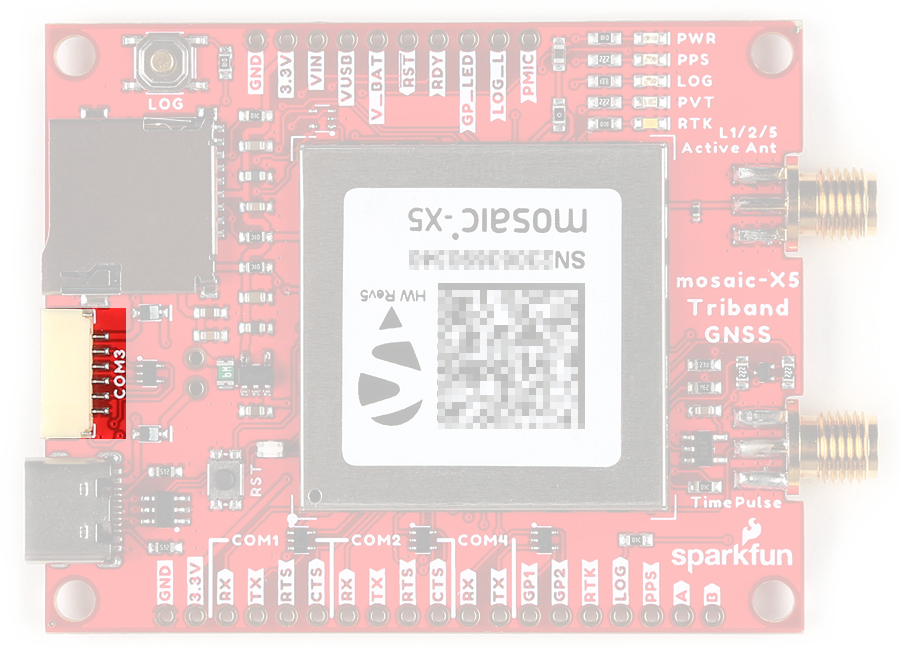 LOG
GND
3.3V
VIN
VUSB
V_BAT
RST
RDY
GP_LED
LOG_L
PMIC
PWR
PPS
LOG
PVT
RTK
L1/2/5
Active Ant
mosaic-X5
SN
HW Rev5
mosaic-X5
Triband
GNSS
COM3
RST
TimePulse
sparkfun
COM1
COM2
COM4
GND
3.3V
RX
TX
RTS
CTS
RX
TX
RTS
CTS
RX
TX
GP1
GP2
RTK
LOG
PPS
A
B